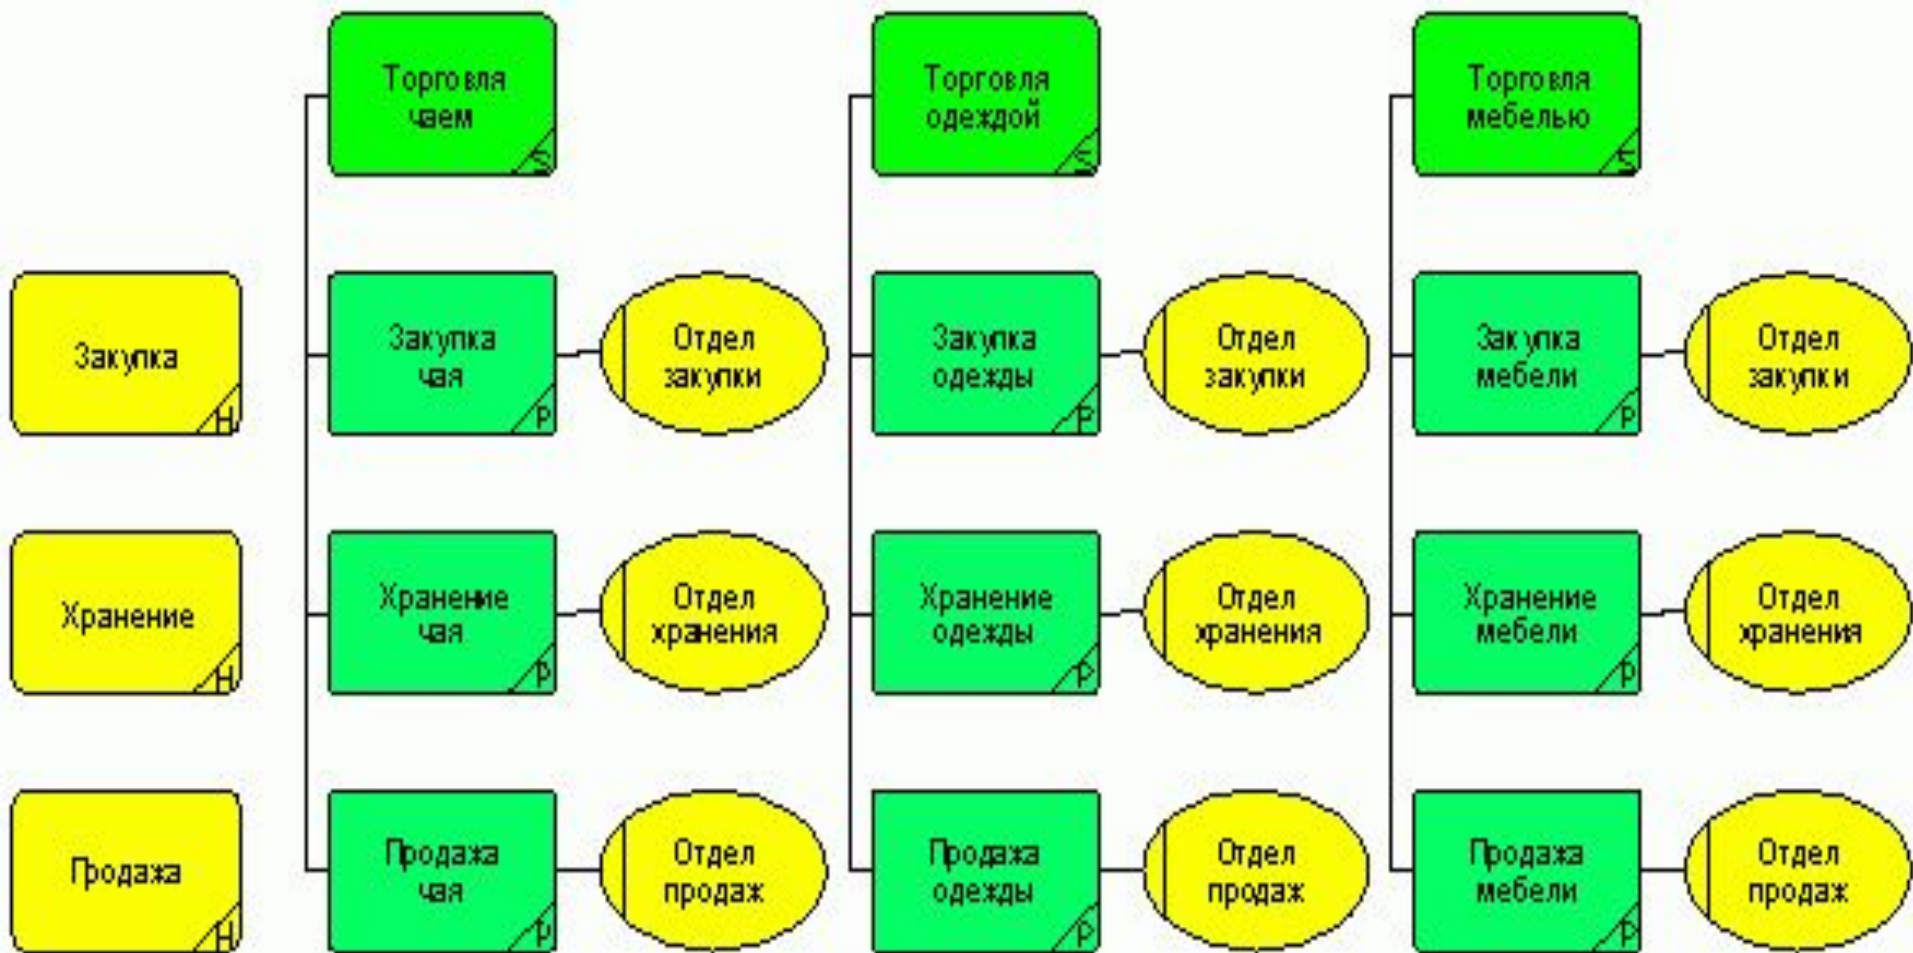 Торговля
чаем
S
Торговля
одеждой
S
Торговля
мебелью
S
Закупка
H
Закупка
чая
P
Отдел
закупки
Закупка
одежды
P
Отдел
закупки
Закупка
мебели
P
Отдел
закупки
Хранение
H
Хранение
чая
P
Отдел
хранения
Хранение
одежды
P
Отдел
хранения
Хранение
мебели
P
Отдел
хранения
Продажа
H
Продажа
чая
P
Отдел
продаж
Продажа
одежды
P
Отдел
продаж
Продажа
мебели
P
Отдел
продаж